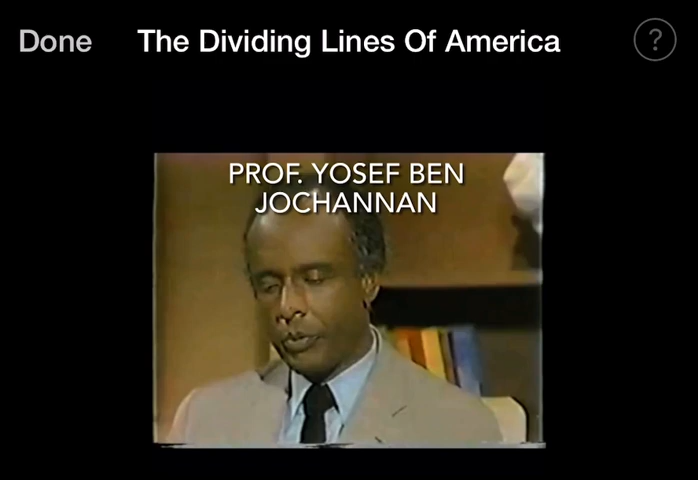 Done The Dividing Lines Of America ?
PROF. YOSEF BEN
JOCHANNAN